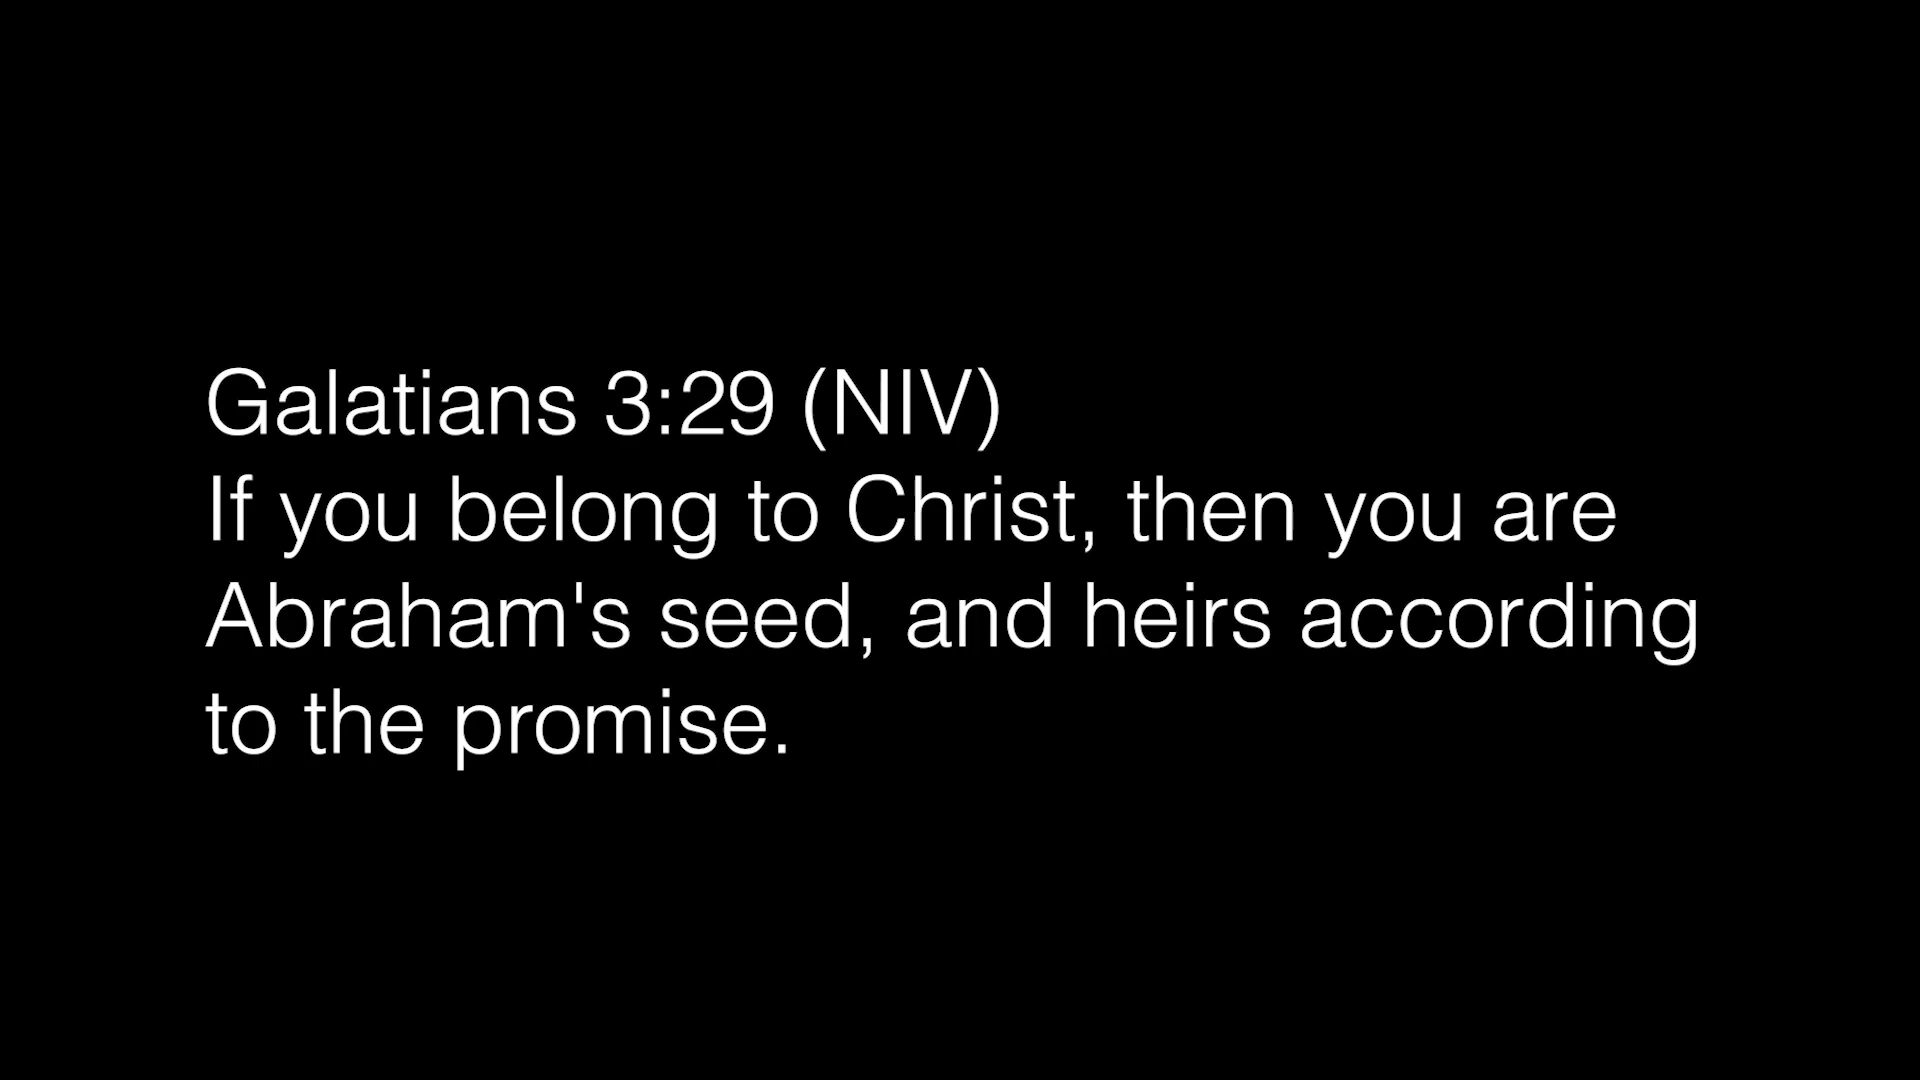 Galatians 3:29 (NIV)
If you belong to Christ, then you are
Abraham's seed, and heirs according
to the promise.